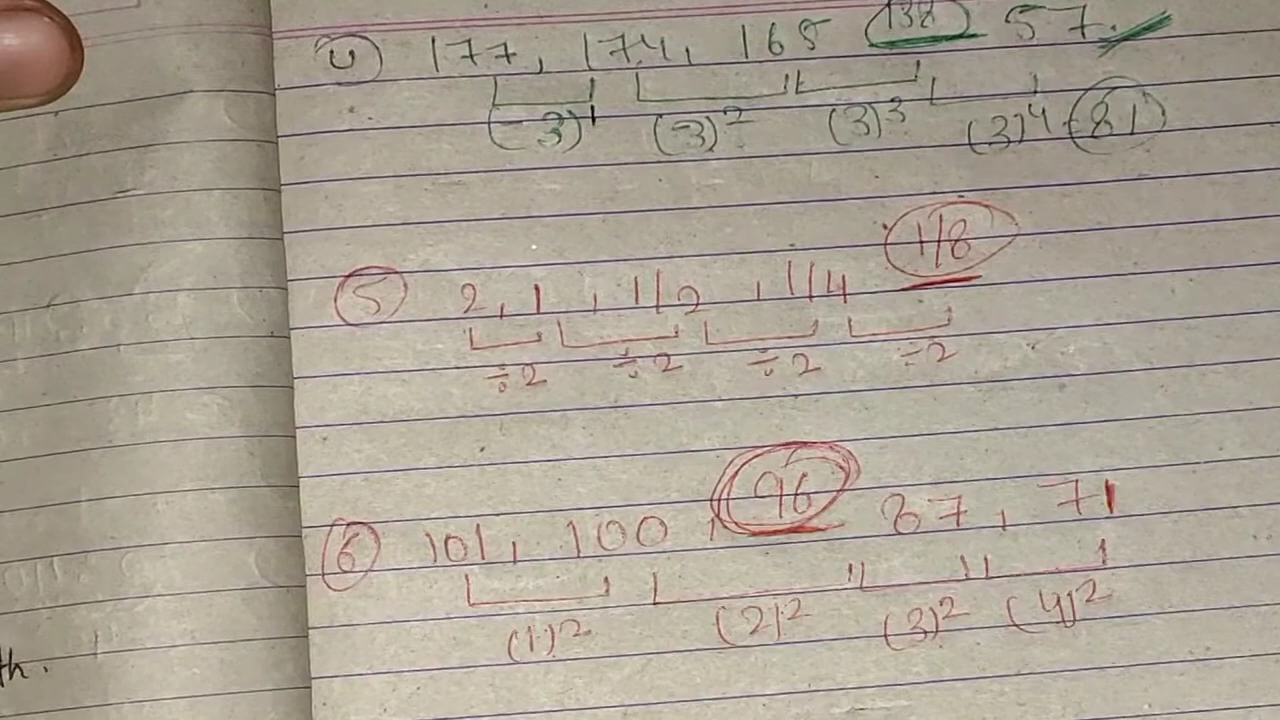 4 177, 174, 165 138 57.
(-3)¹ (3)² (3)³ (3)⁴ 81
5 2, 1, 1/2, 1/4 1/8
÷2 ÷2 ÷2 ÷2
6 101, 100, 96 87, 71
(1)² (2)² (3)² (4)²
th.